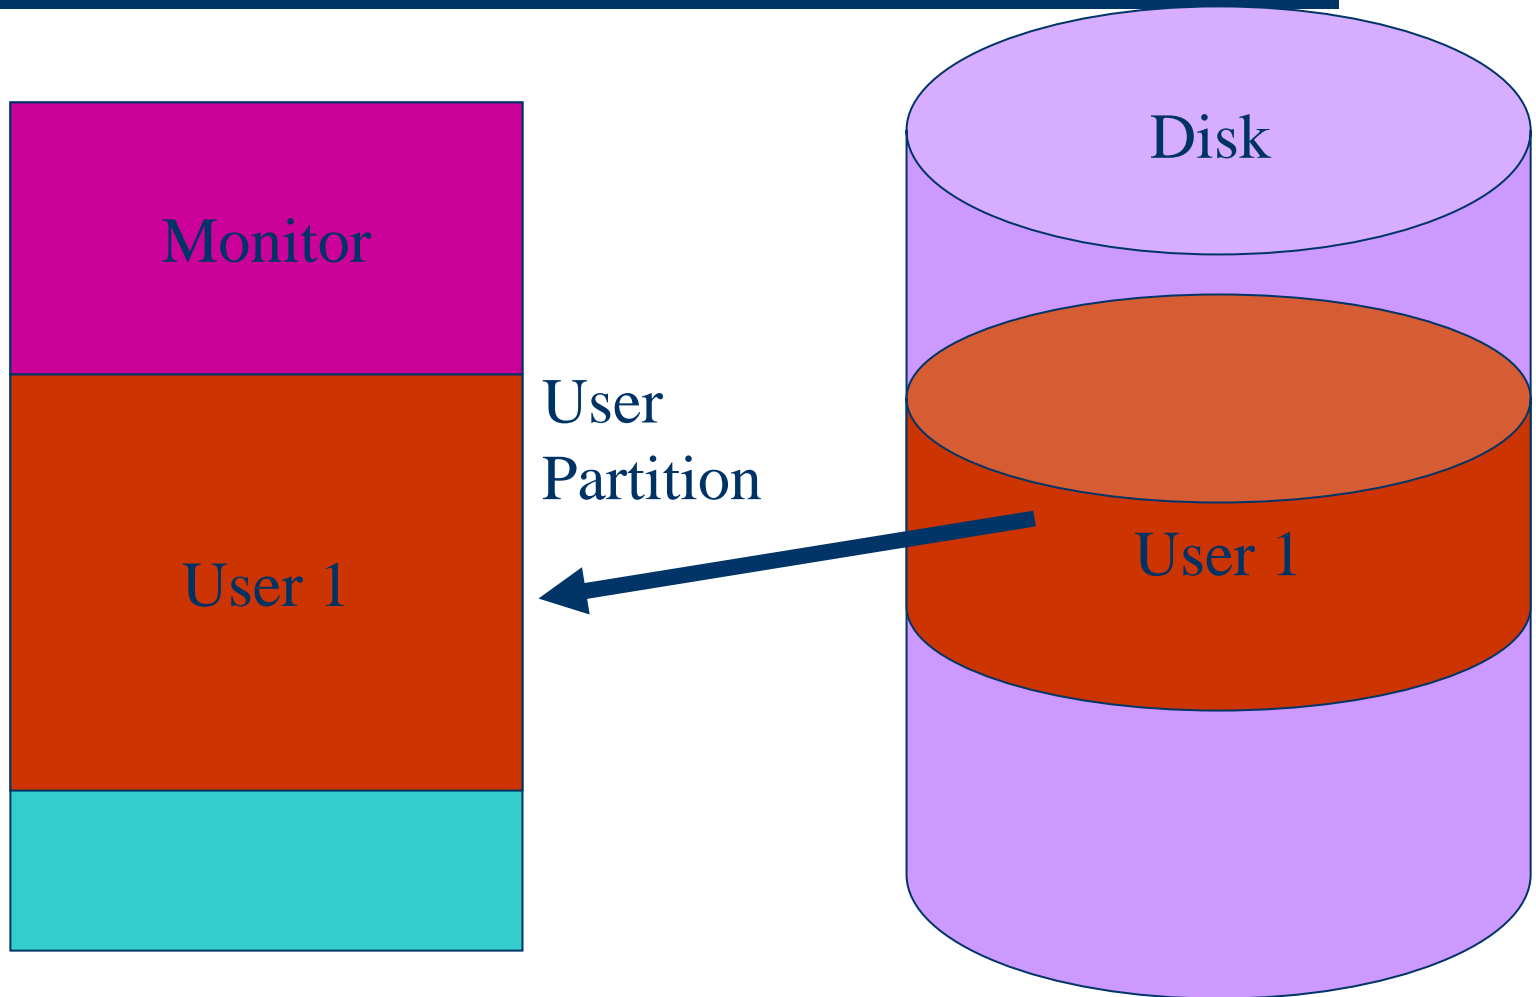 Disk
Monitor
User
Partition
User 1
User 1